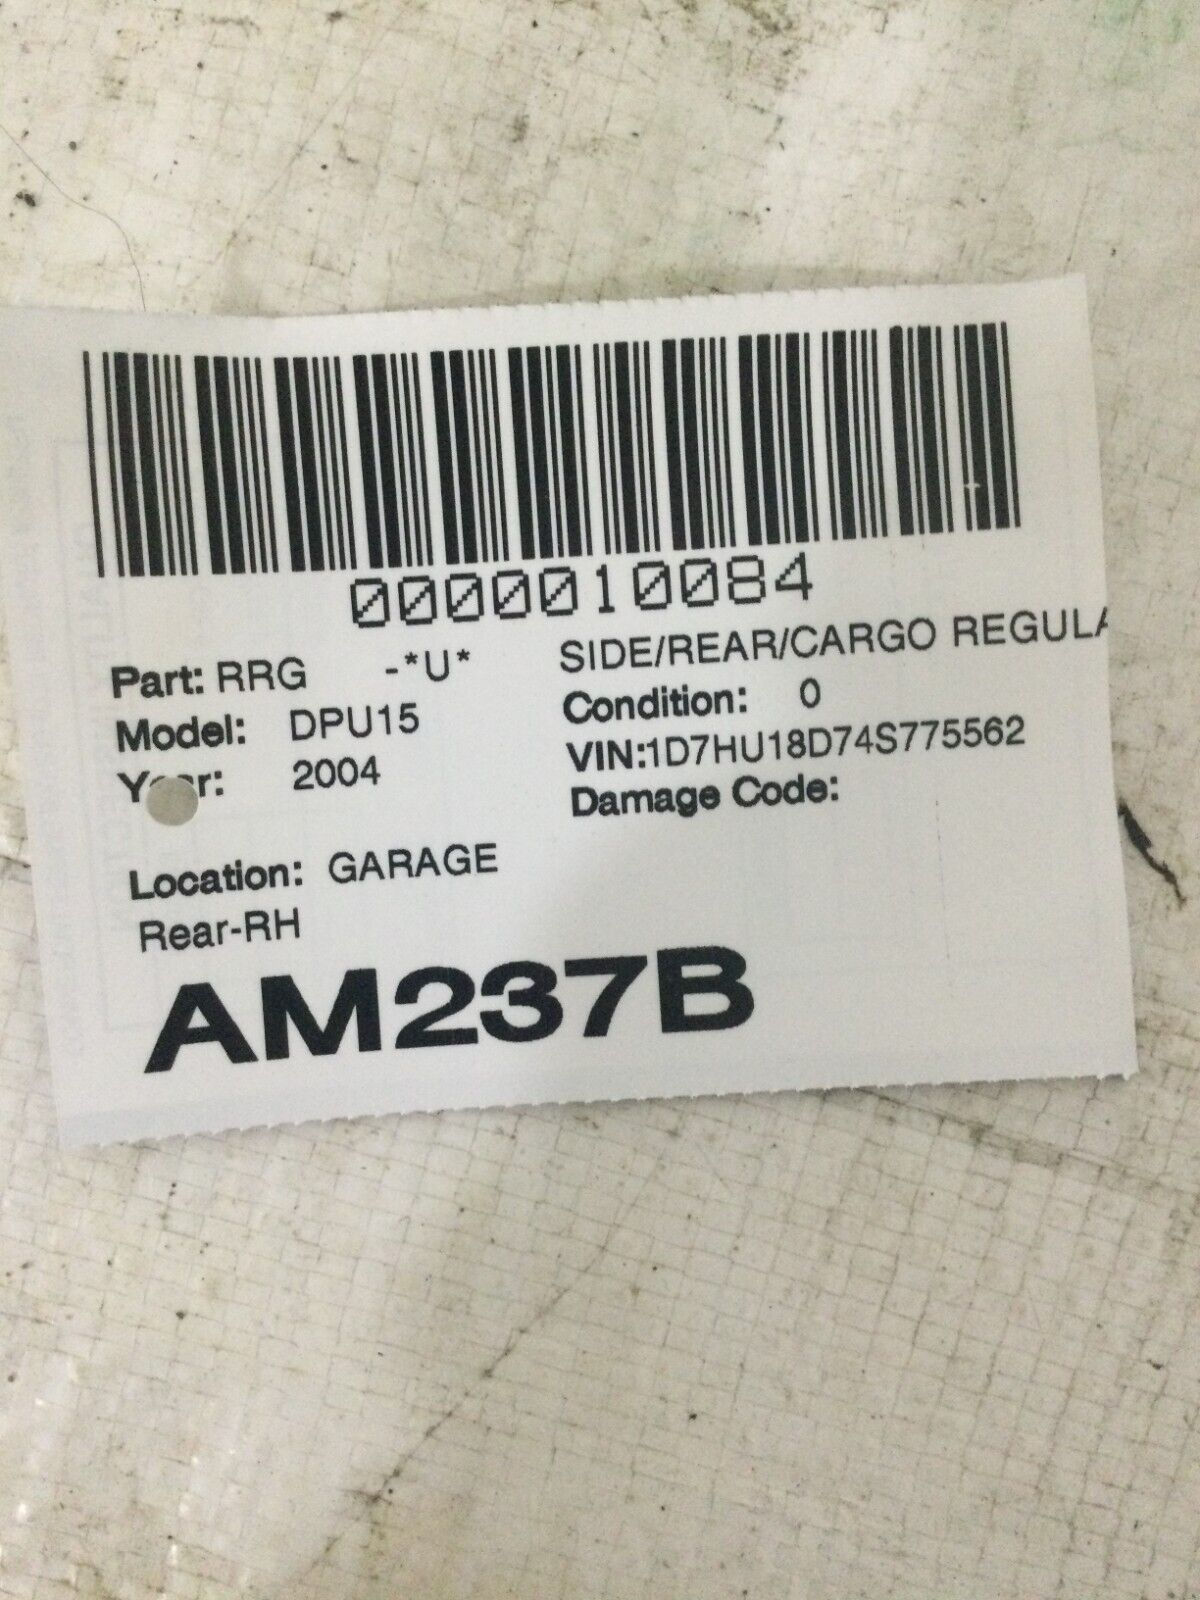 0000010084
Part: RRG -*U* SIDE/REAR/CARGO REGULA
Model: DPU15 Condition: 0
Year: 2004 VIN:1D7HU18D74S775562
Damage Code:
Location: GARAGE
Rear-RH
AM237B